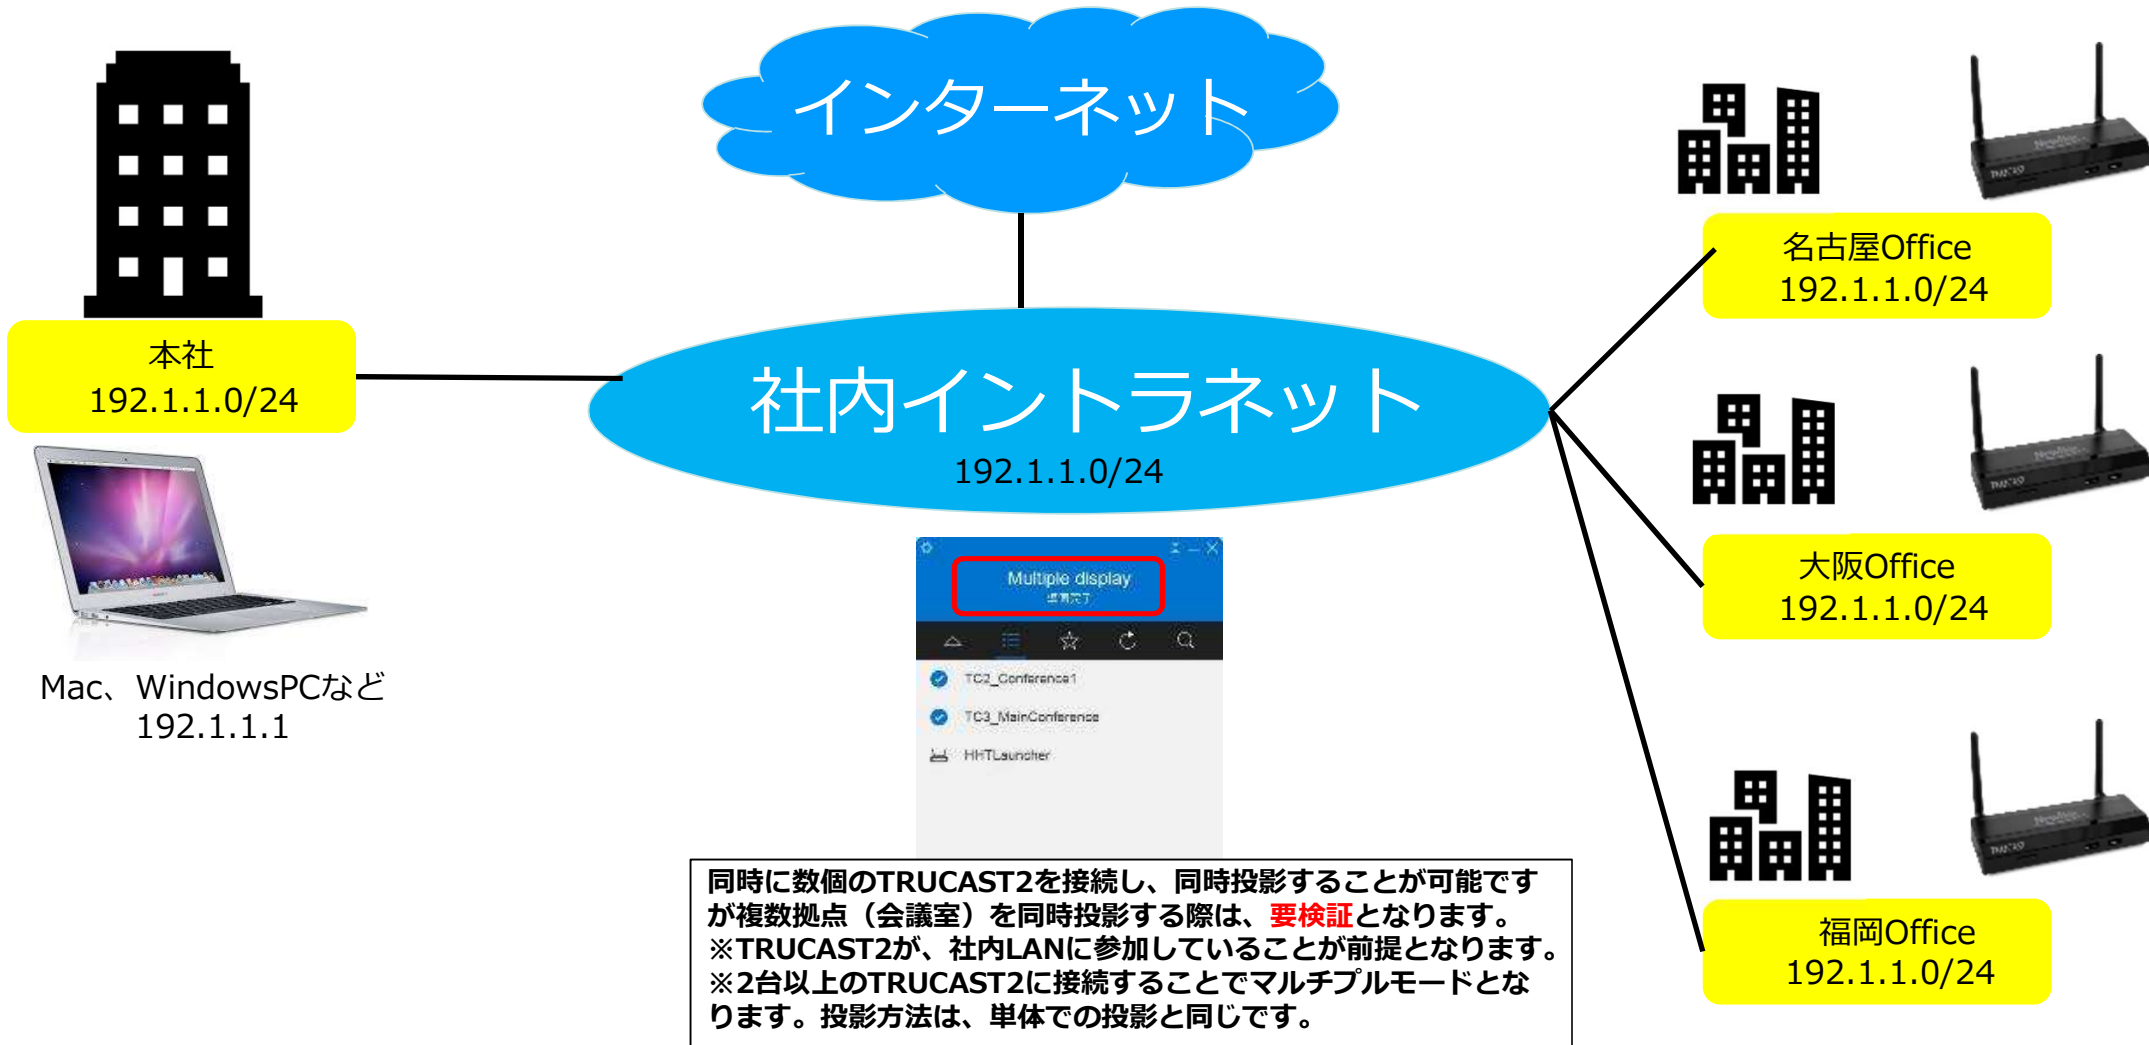 インターネット
本社
192.1.1.0/24
Mac、WindowsPCなど
192.1.1.1
社内イントラネット
192.1.1.0/24
Multiple display
準備完了
TC2_Conference1
TC3_MainConference
HHTLauncher
同時に数個のTRUCAST2を接続し、同時投影することが可能です
が複数拠点（会議室）を同時投影する際は、要検証となります。
※TRUCAST2が、社内LANに参加していることが前提となります。
※2台以上のTRUCAST2に接続することでマルチプルモードとな
ります。投影方法は、単体での投影と同じです。
名古屋Office
192.1.1.0/24
大阪Office
192.1.1.0/24
福岡Office
192.1.1.0/24